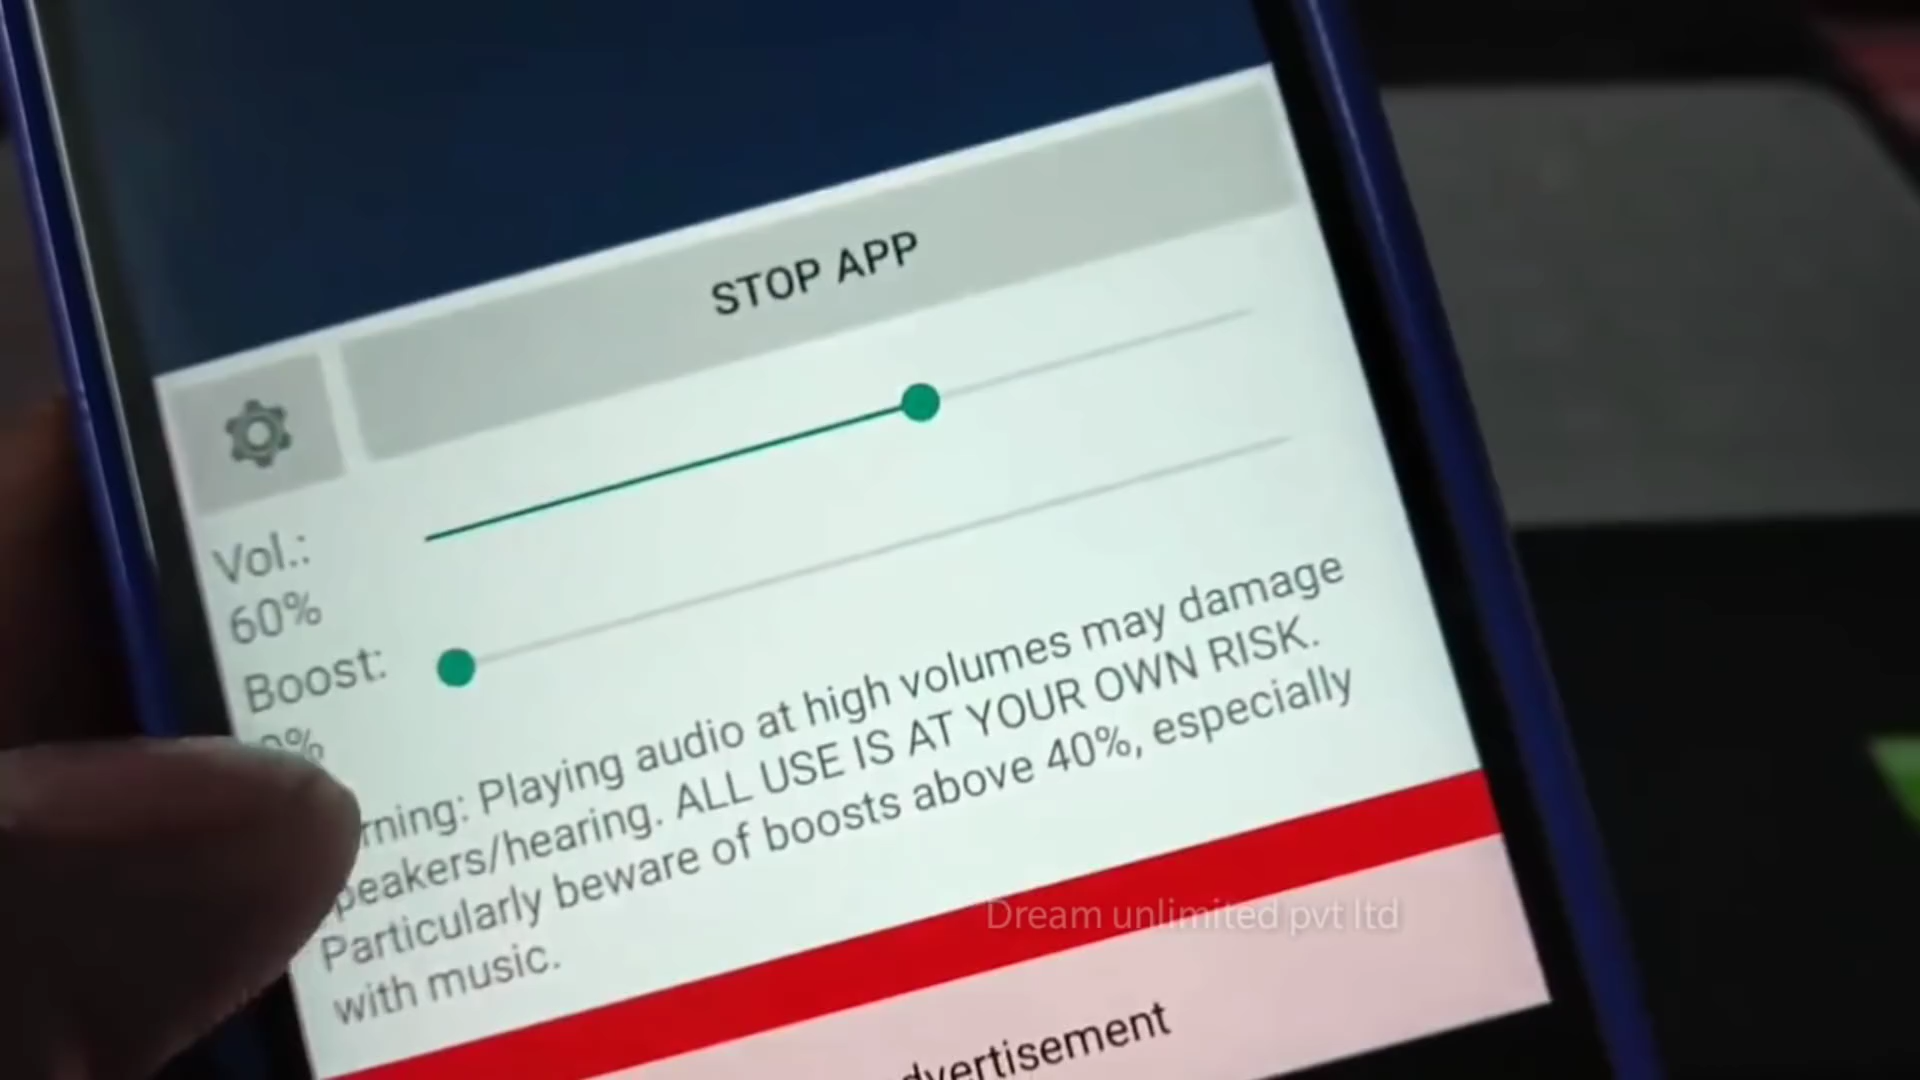 STOP APP
Vol.:
60%
Boost:
0%
rning: Playing audio at high volumes may damage
peakers/hearing. ALL USE IS AT YOUR OWN RISK.
Particularly beware of boosts above 40%, especially
with music.
Dream unlimited pvt ltd
dvertisement